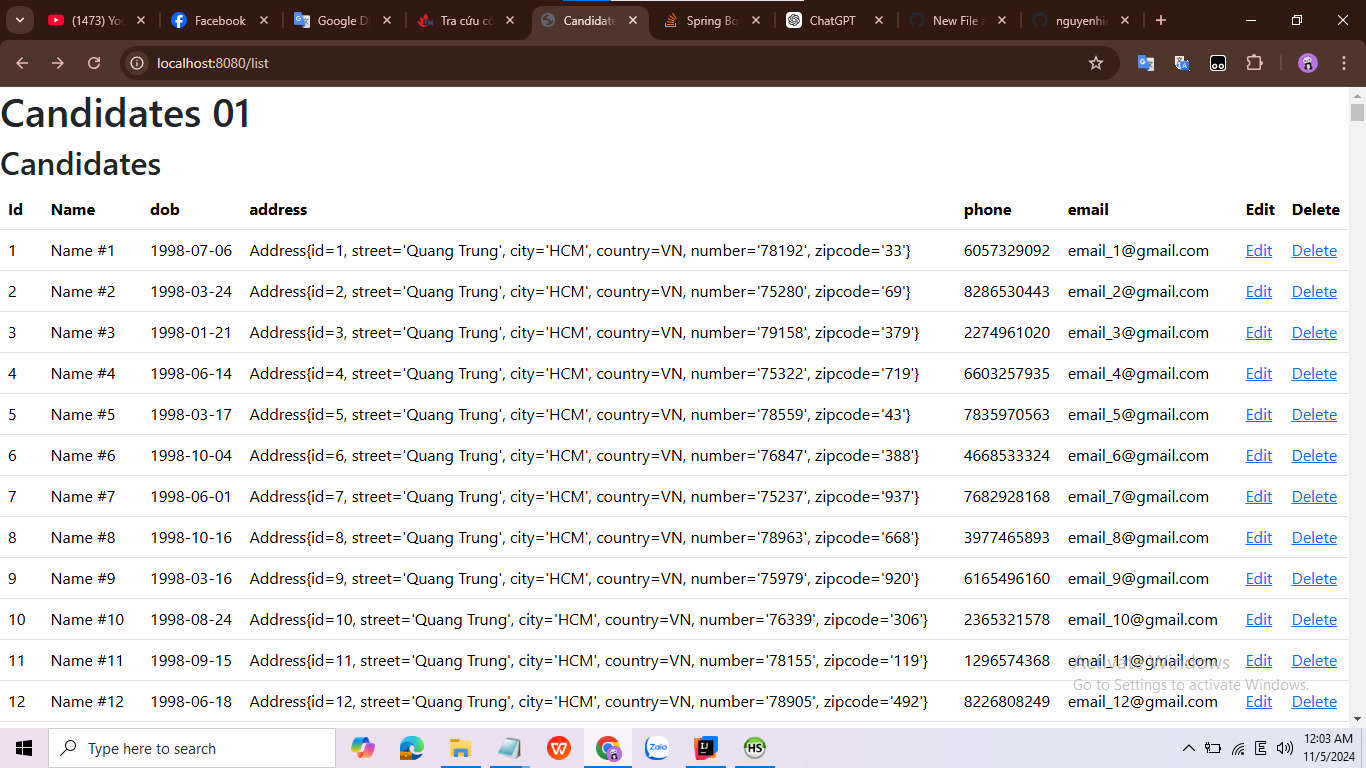 (1473) You
Facebook
Google D
Tra cứu cô
Candidate
Spring Bo
ChatGPT
New File a
nguyenhi
localhost:8080/list
Candidates 01
Candidates
Id Name dob address phone email Edit Delete
1 Name #1 1998-07-06 Address{id=1, street='Quang Trung', city='HCM', country=VN, number='78192', zipcode='33'} 6057329092 email_1@gmail.com Edit Delete
2 Name #2 1998-03-24 Address{id=2, street='Quang Trung', city='HCM', country=VN, number='75280', zipcode='69'} 8286530443 email_2@gmail.com Edit Delete
3 Name #3 1998-01-21 Address{id=3, street='Quang Trung', city='HCM', country=VN, number='79158', zipcode='379'} 2274961020 email_3@gmail.com Edit Delete
4 Name #4 1998-06-14 Address{id=4, street='Quang Trung', city='HCM', country=VN, number='75322', zipcode='719'} 6603257935 email_4@gmail.com Edit Delete
5 Name #5 1998-03-17 Address{id=5, street='Quang Trung', city='HCM', country=VN, number='78559', zipcode='43'} 7835970563 email_5@gmail.com Edit Delete
6 Name #6 1998-10-04 Address{id=6, street='Quang Trung', city='HCM', country=VN, number='76847', zipcode='388'} 4668533324 email_6@gmail.com Edit Delete
7 Name #7 1998-06-01 Address{id=7, street='Quang Trung', city='HCM', country=VN, number='75237', zipcode='937'} 7682928168 email_7@gmail.com Edit Delete
8 Name #8 1998-10-16 Address{id=8, street='Quang Trung', city='HCM', country=VN, number='78963', zipcode='668'} 3977465893 email_8@gmail.com Edit Delete
9 Name #9 1998-03-16 Address{id=9, street='Quang Trung', city='HCM', country=VN, number='75979', zipcode='920'} 6165496160 email_9@gmail.com Edit Delete
10 Name #10 1998-08-24 Address{id=10, street='Quang Trung', city='HCM', country=VN, number='76339', zipcode='306'} 2365321578 email_10@gmail.com Edit Delete
11 Name #11 1998-09-15 Address{id=11, street='Quang Trung', city='HCM', country=VN, number='78155', zipcode='119'} 1296574368 email_11@gmail.com Edit Delete
12 Name #12 1998-06-18 Address{id=12, street='Quang Trung', city='HCM', country=VN, number='78905', zipcode='492'} 8226808249 email_12@gmail.com Edit Delete
Activate Windows
Go to Settings to activate Windows.
Type here to search
Zalo
IJ
HS
12:03 AM
11/5/2024